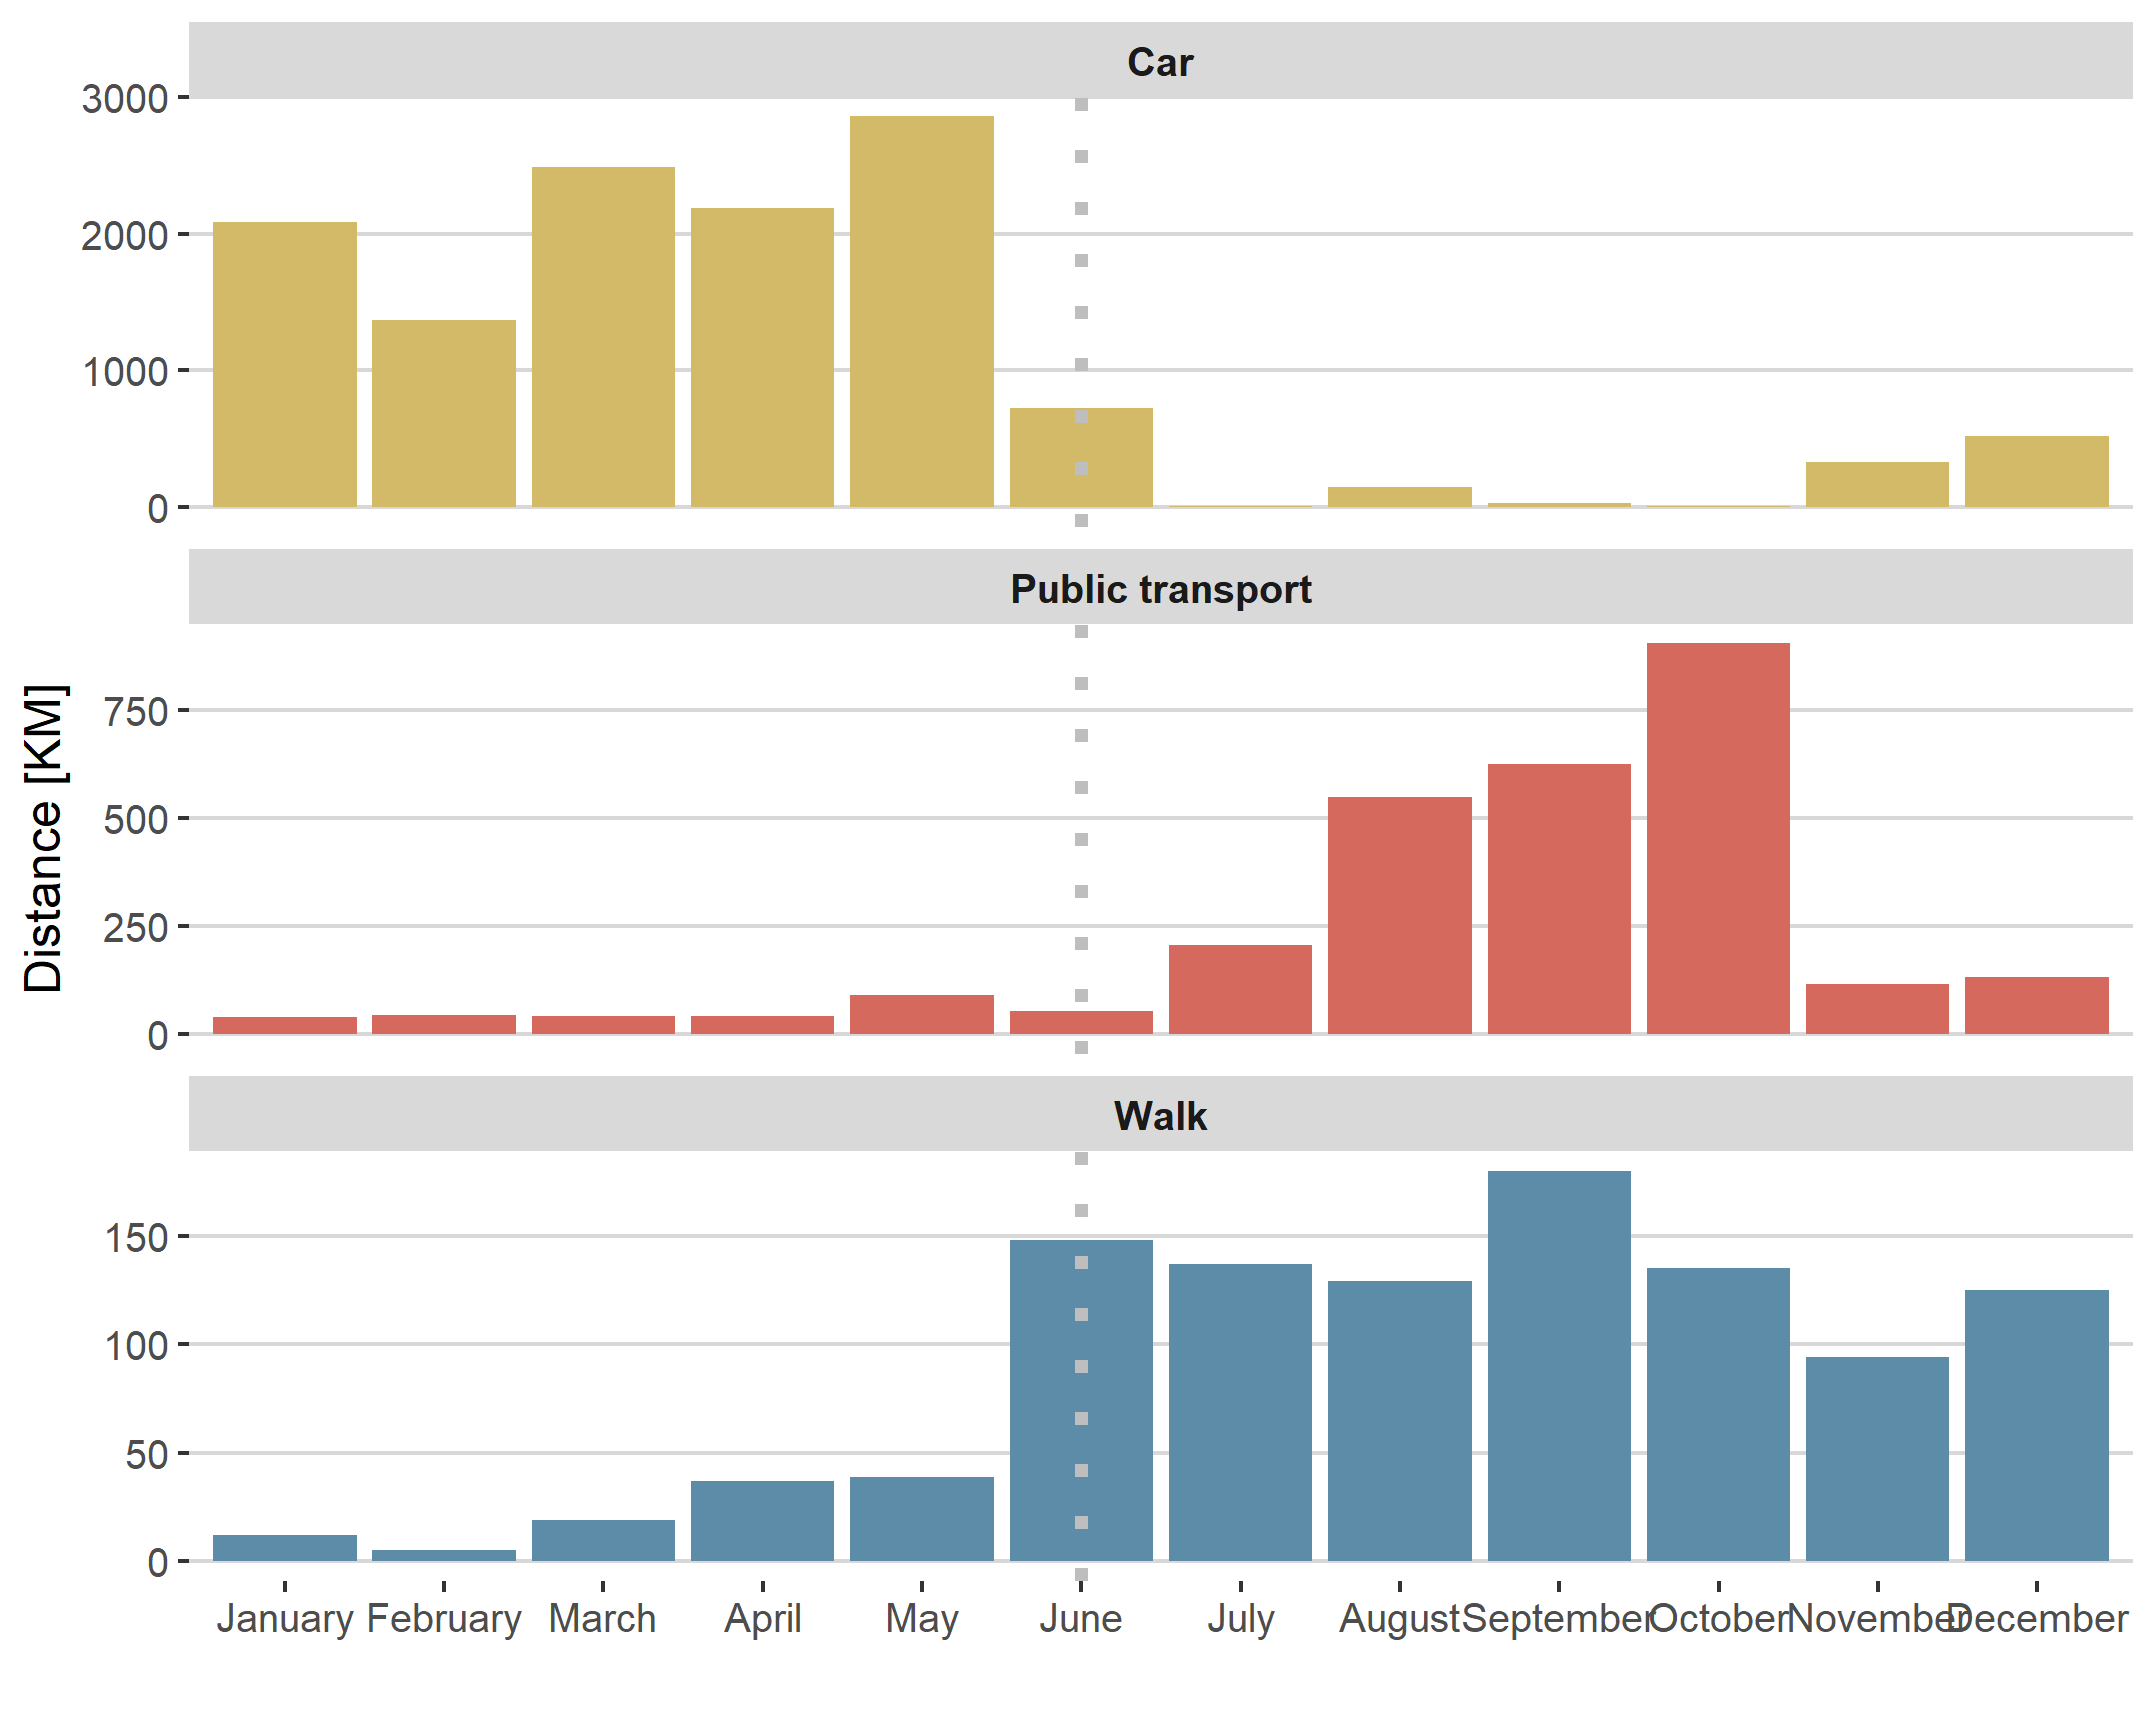 Car
3000
2000
1000
0
Public transport
Distance [KM]
750
500
250
0
Walk
150
100
50
0
January February March April May June July August September October November December